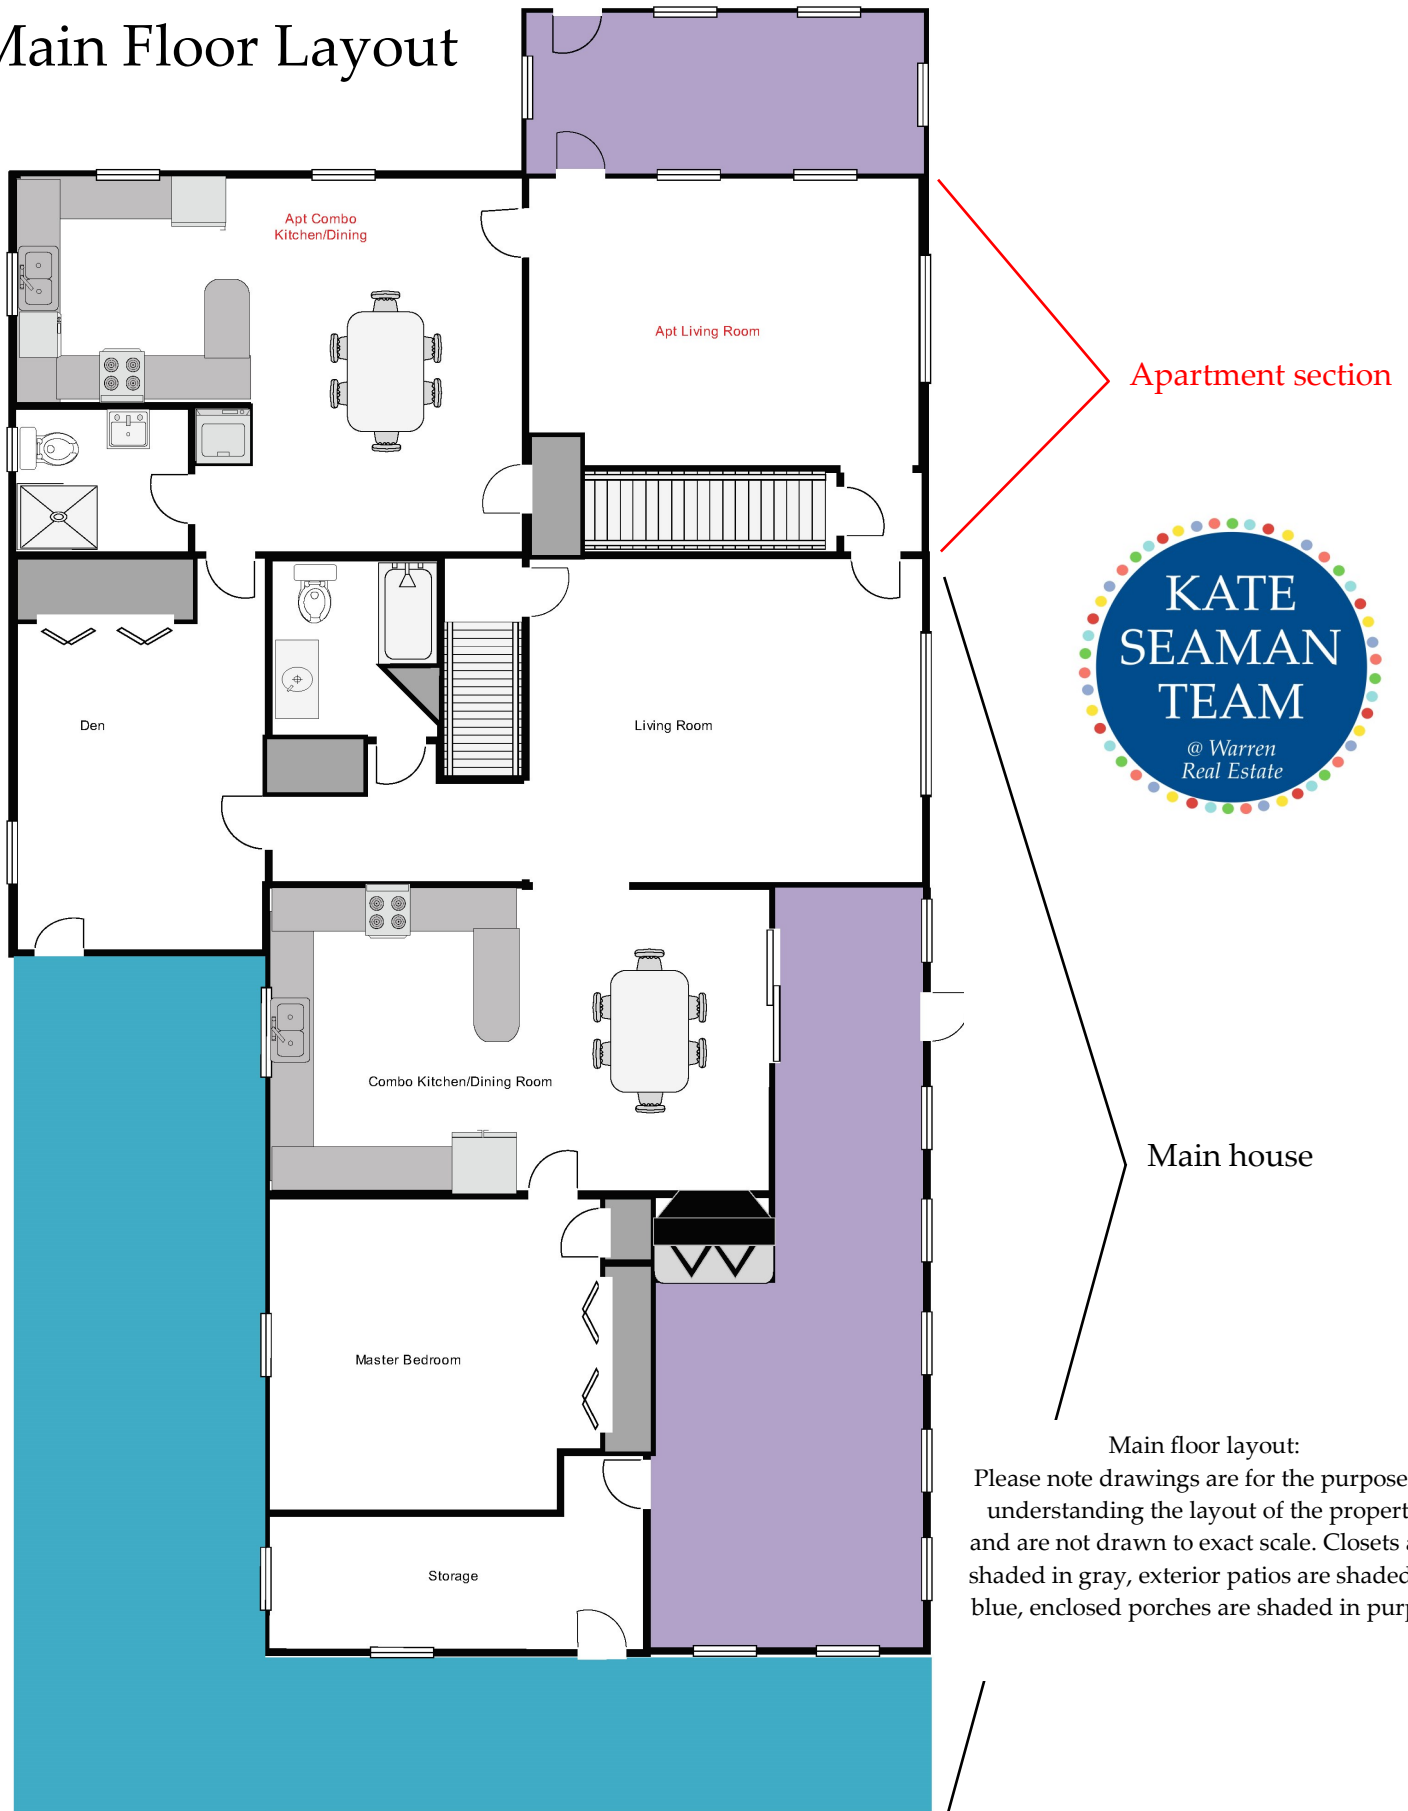 Main Floor Layout
Apt Combo
Kitchen/Dining
Apt Living Room
Apartment section
KATE
SEAMAN
TEAM
@ Warren
Real Estate
Den
Living Room
Combo Kitchen/Dining Room
Main house
Master Bedroom
Storage
Main floor layout:
Please note drawings are for the purpose
understanding the layout of the propert
and are not drawn to exact scale. Closets a
shaded in gray, exterior patios are shaded
blue, enclosed porches are shaded in purp